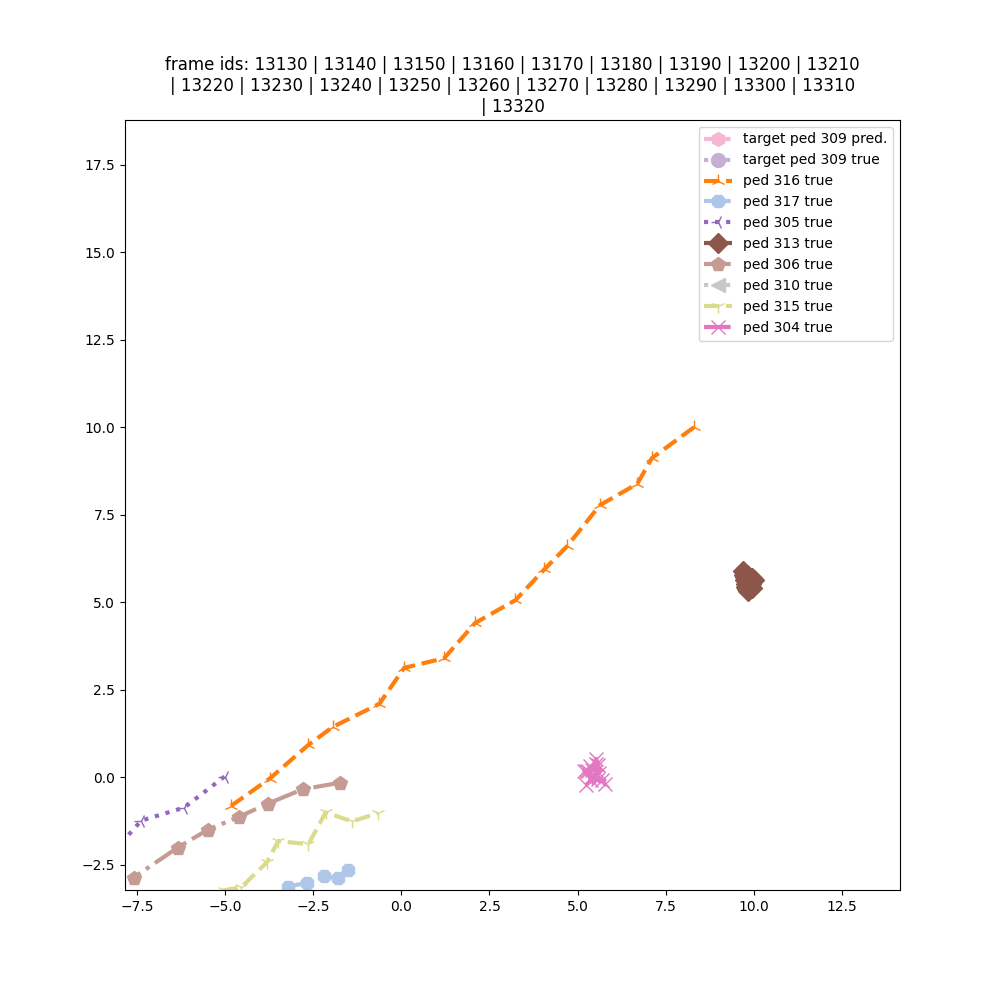 frame ids: 13130 | 13140 | 13150 | 13160 | 13170 | 13180 | 13190 | 13200 | 13210
| 13220 | 13230 | 13240 | 13250 | 13260 | 13270 | 13280 | 13290 | 13300 | 13310
| 13320
target ped 309 pred.
target ped 309 true
ped 316 true
ped 317 true
ped 305 true
ped 313 true
ped 306 true
ped 310 true
ped 315 true
ped 304 true
17.5
15.0
12.5
10.0
7.5
5.0
2.5
0.0
−2.5
−7.5 −5.0 −2.5 0.0 2.5 5.0 7.5 10.0 12.5